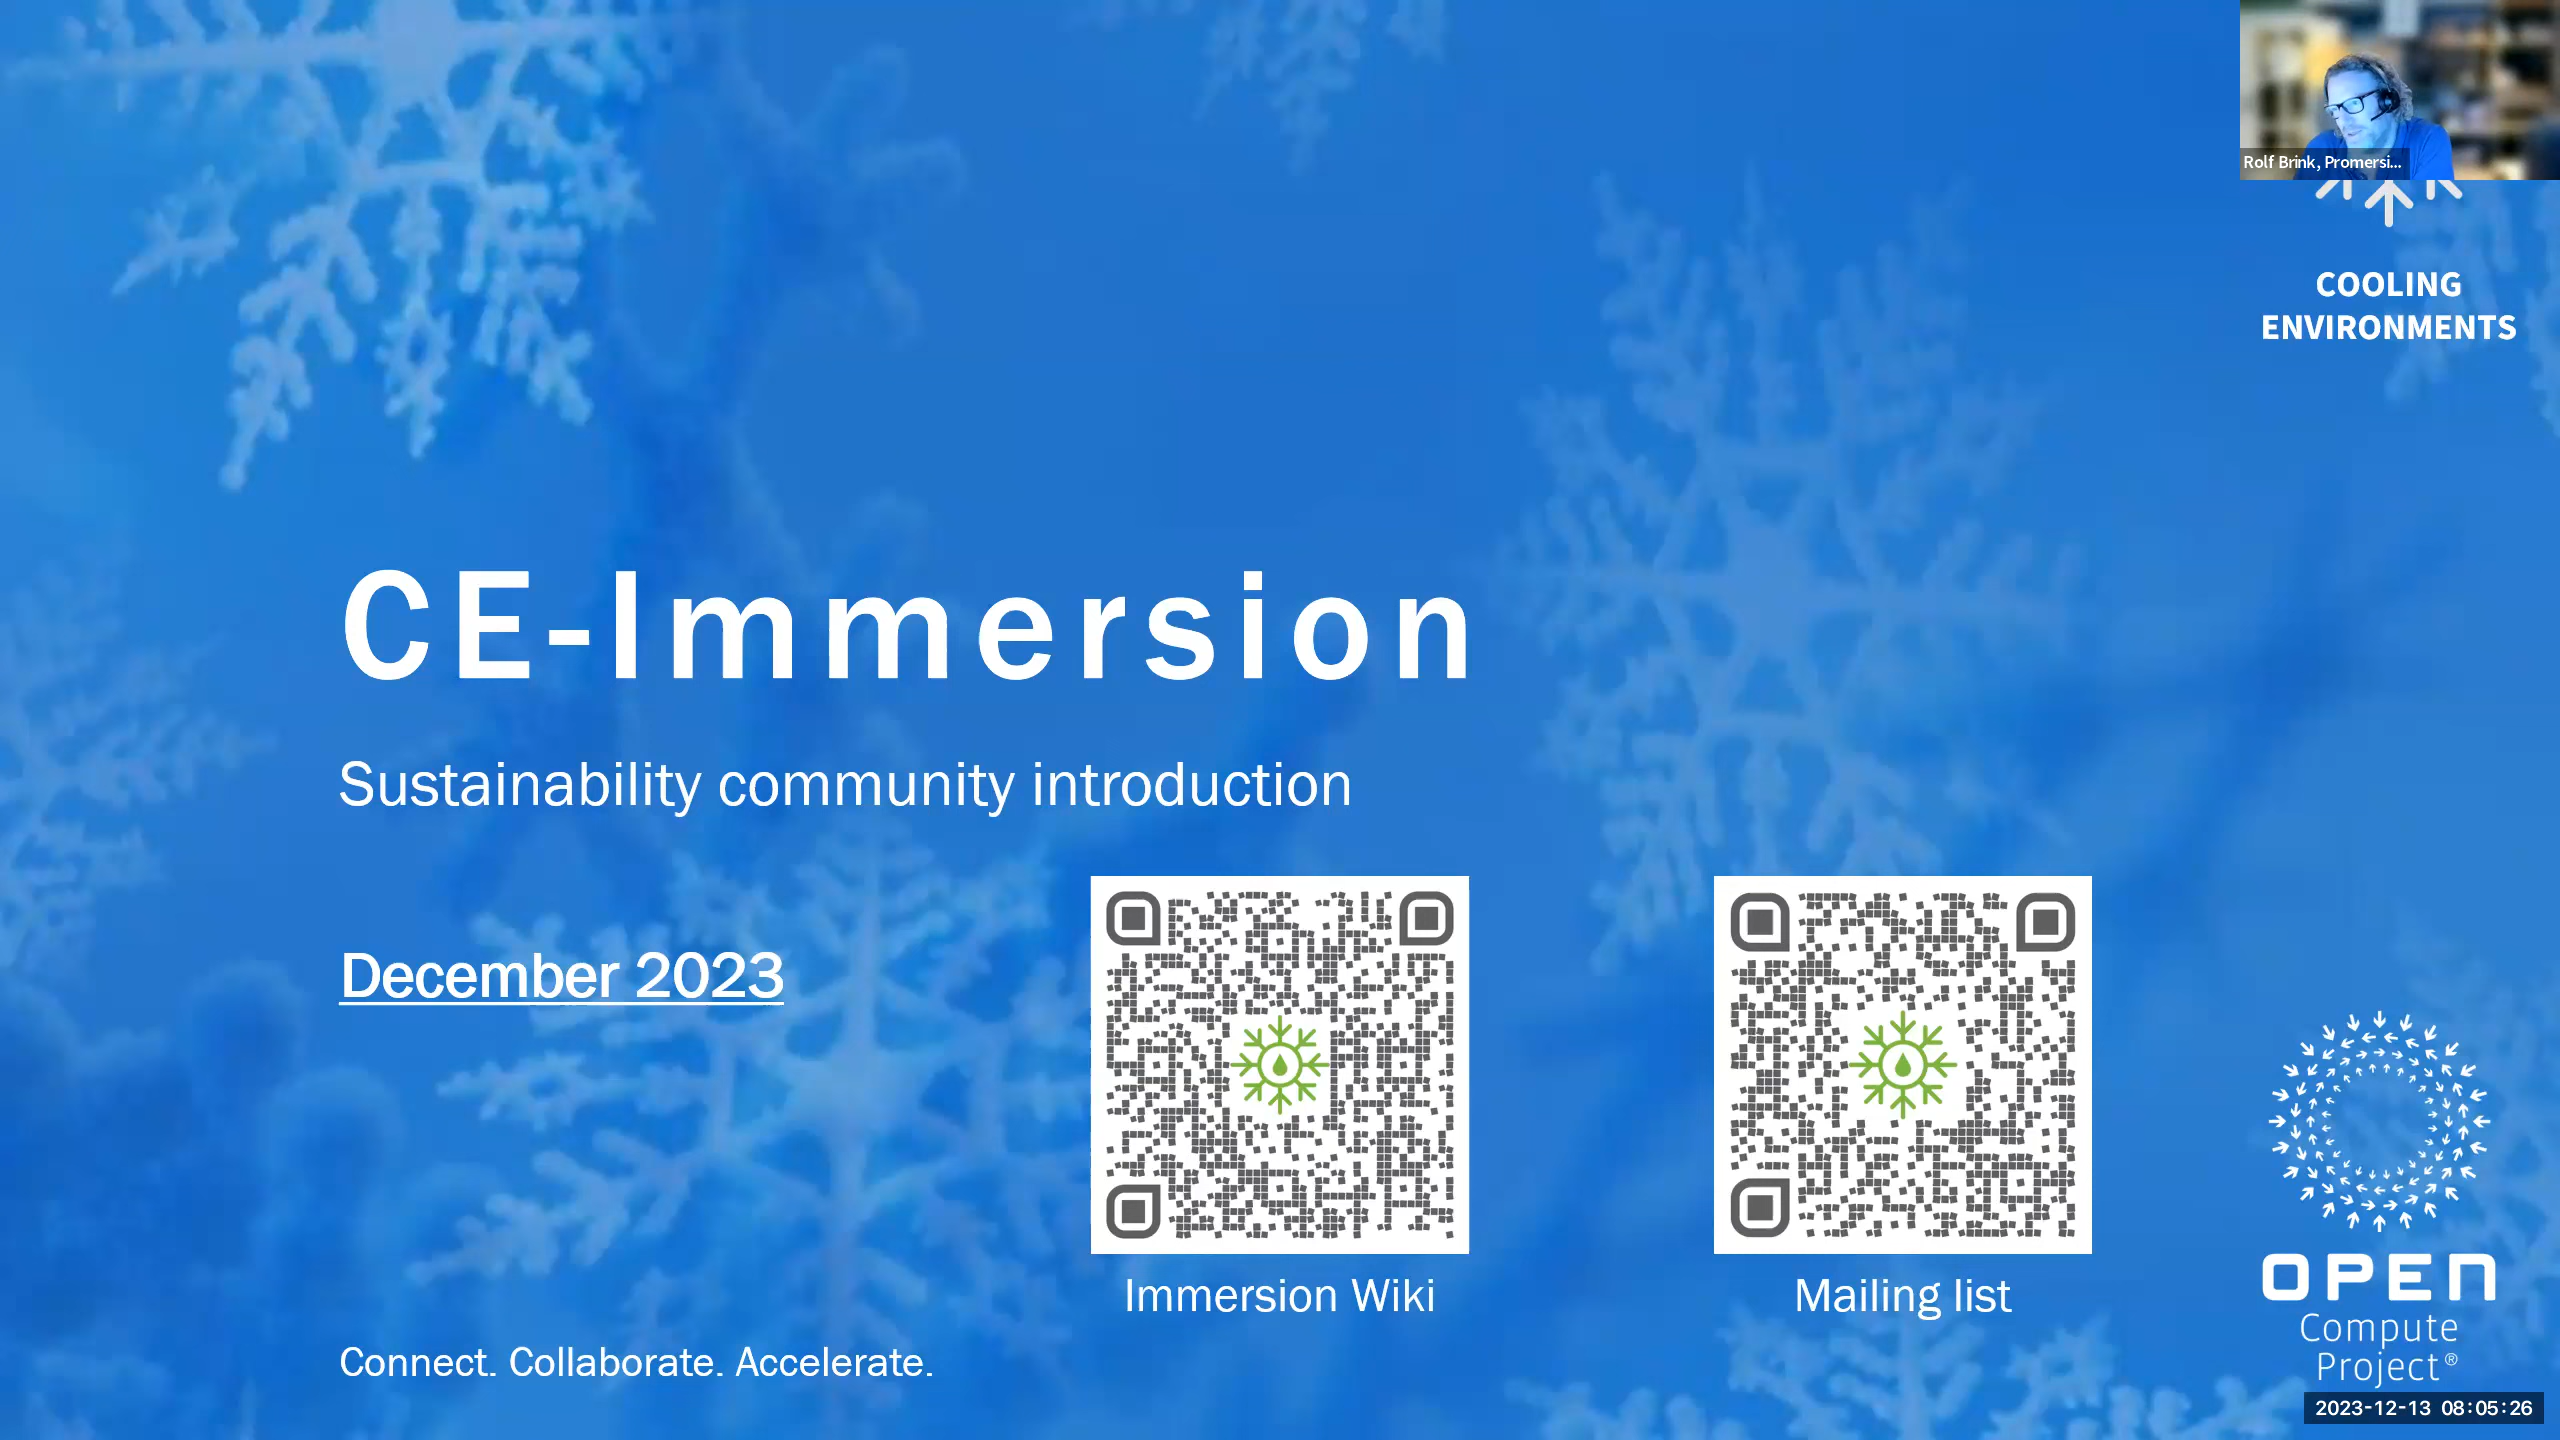 Rolf Brink, Promersi...
COOLING
ENVIRONMENTS
CE-Immersion
Sustainability community introduction
December 2023
Immersion Wiki
Mailing list
Connect. Collaborate. Accelerate.
OPEN
Compute
Project®
2023-12-13 08:05:26